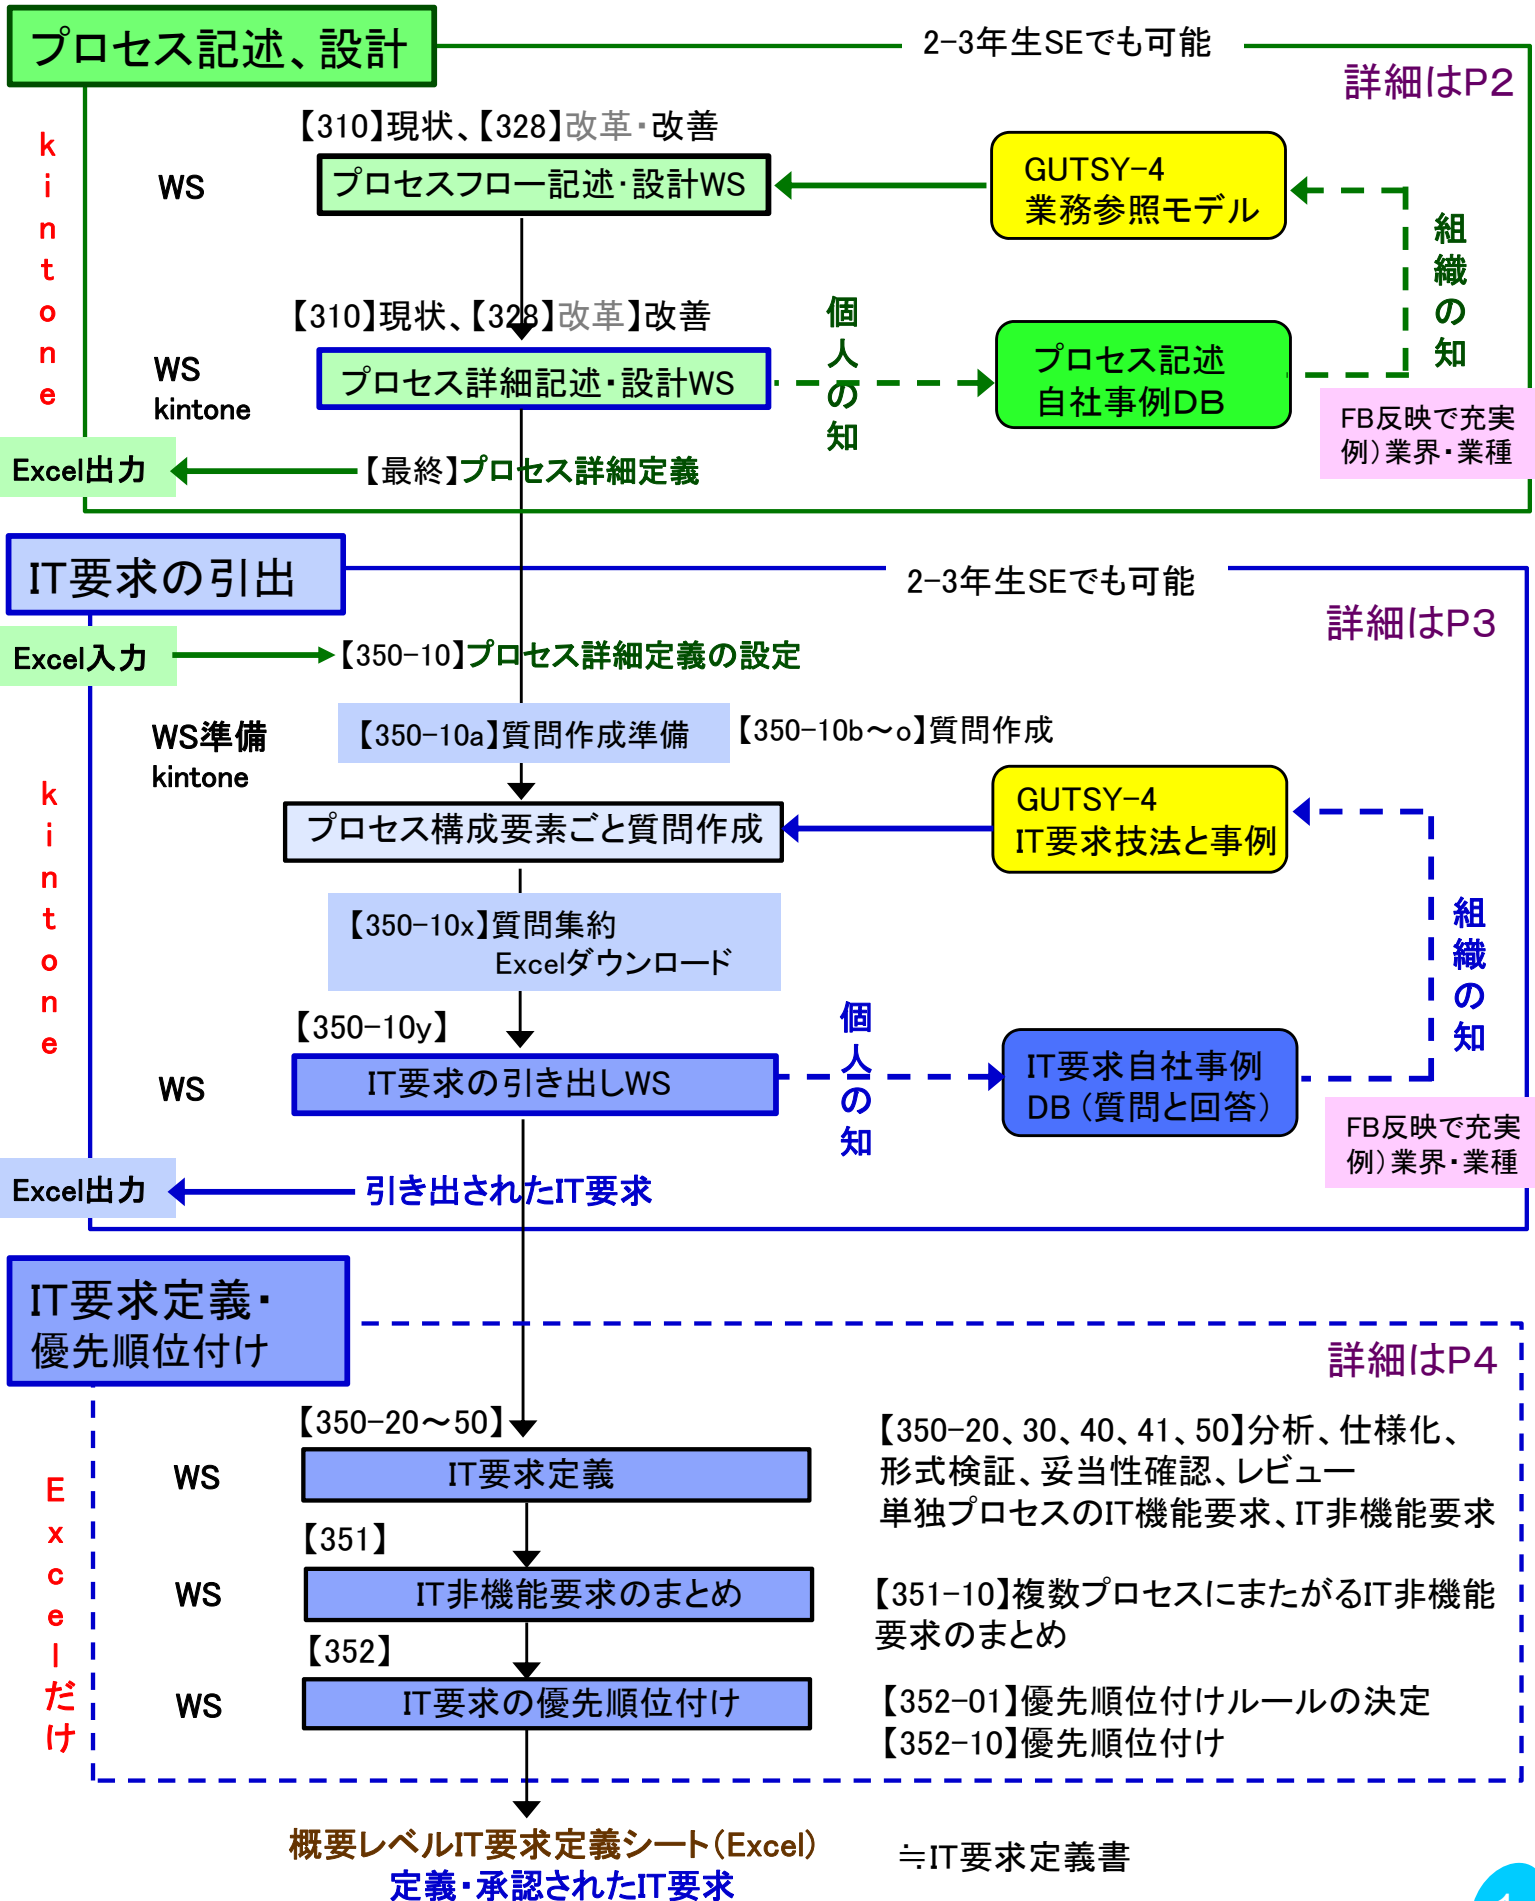 プロセス記述、設計
2-3年生SEでも可能
詳細はP2
kintone
【310】現状、【328】改革・改善
WS
プロセスフロー記述・設計WS
GUTSY-4
業務参照モデル
組織の知
【310】現状、【328】改革】改善
個人の知
WS
kintone
プロセス詳細記述・設計WS
プロセス記述
自社事例DB
FB反映で充実
例)業界・業種
Excel出力
【最終】プロセス詳細定義
IT要求の引出
2-3年生SEでも可能
詳細はP3
Excel入力
【350-10】プロセス詳細定義の設定
WS準備
kintone
【350-10a】質問作成準備
【350-10b～o】質問作成
kintone
プロセス構成要素ごと質問作成
GUTSY-4
IT要求技法と事例
【350-10x】質問集約
Excelダウンロード
組織の知
【350-10y】
個人の知
WS
IT要求の引き出しWS
IT要求自社事例
DB(質問と回答)
FB反映で充実
例)業界・業種
Excel出力
引き出されたIT要求
IT要求定義・
優先順位付け
詳細はP4
Excelだけ
【350-20～50】
WS
IT要求定義
【350-20、30、40、41、50】分析、仕様化、
形式検証、妥当性確認、レビュー
単独プロセスのIT機能要求、IT非機能要求
【351】
WS
IT非機能要求のまとめ
【351-10】複数プロセスにまたがるIT非機能
要求のまとめ
【352】
WS
IT要求の優先順位付け
【352-01】優先順位付けルールの決定
【352-10】優先順位付け
概要レベルIT要求定義シート(Excel)
≒IT要求定義書
定義・承認されたIT要求